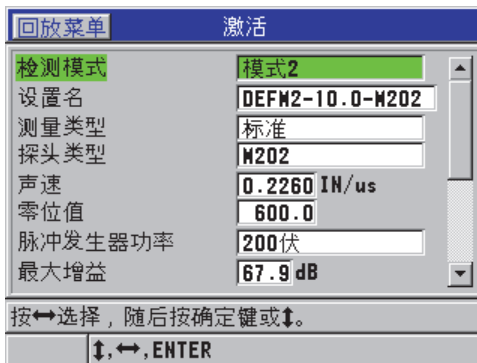 回放菜单 激活
检测模式 模式2
设置名 DEFM2-10.0-M202
测量类型 标准
探头类型 M202
声速 0.2260 IN/us
零位值 600.0
脉冲发生器功率 200伏
最大增益 67.9 dB
按↔选择，随后按确定键或↕。
↕,↔,ENTER